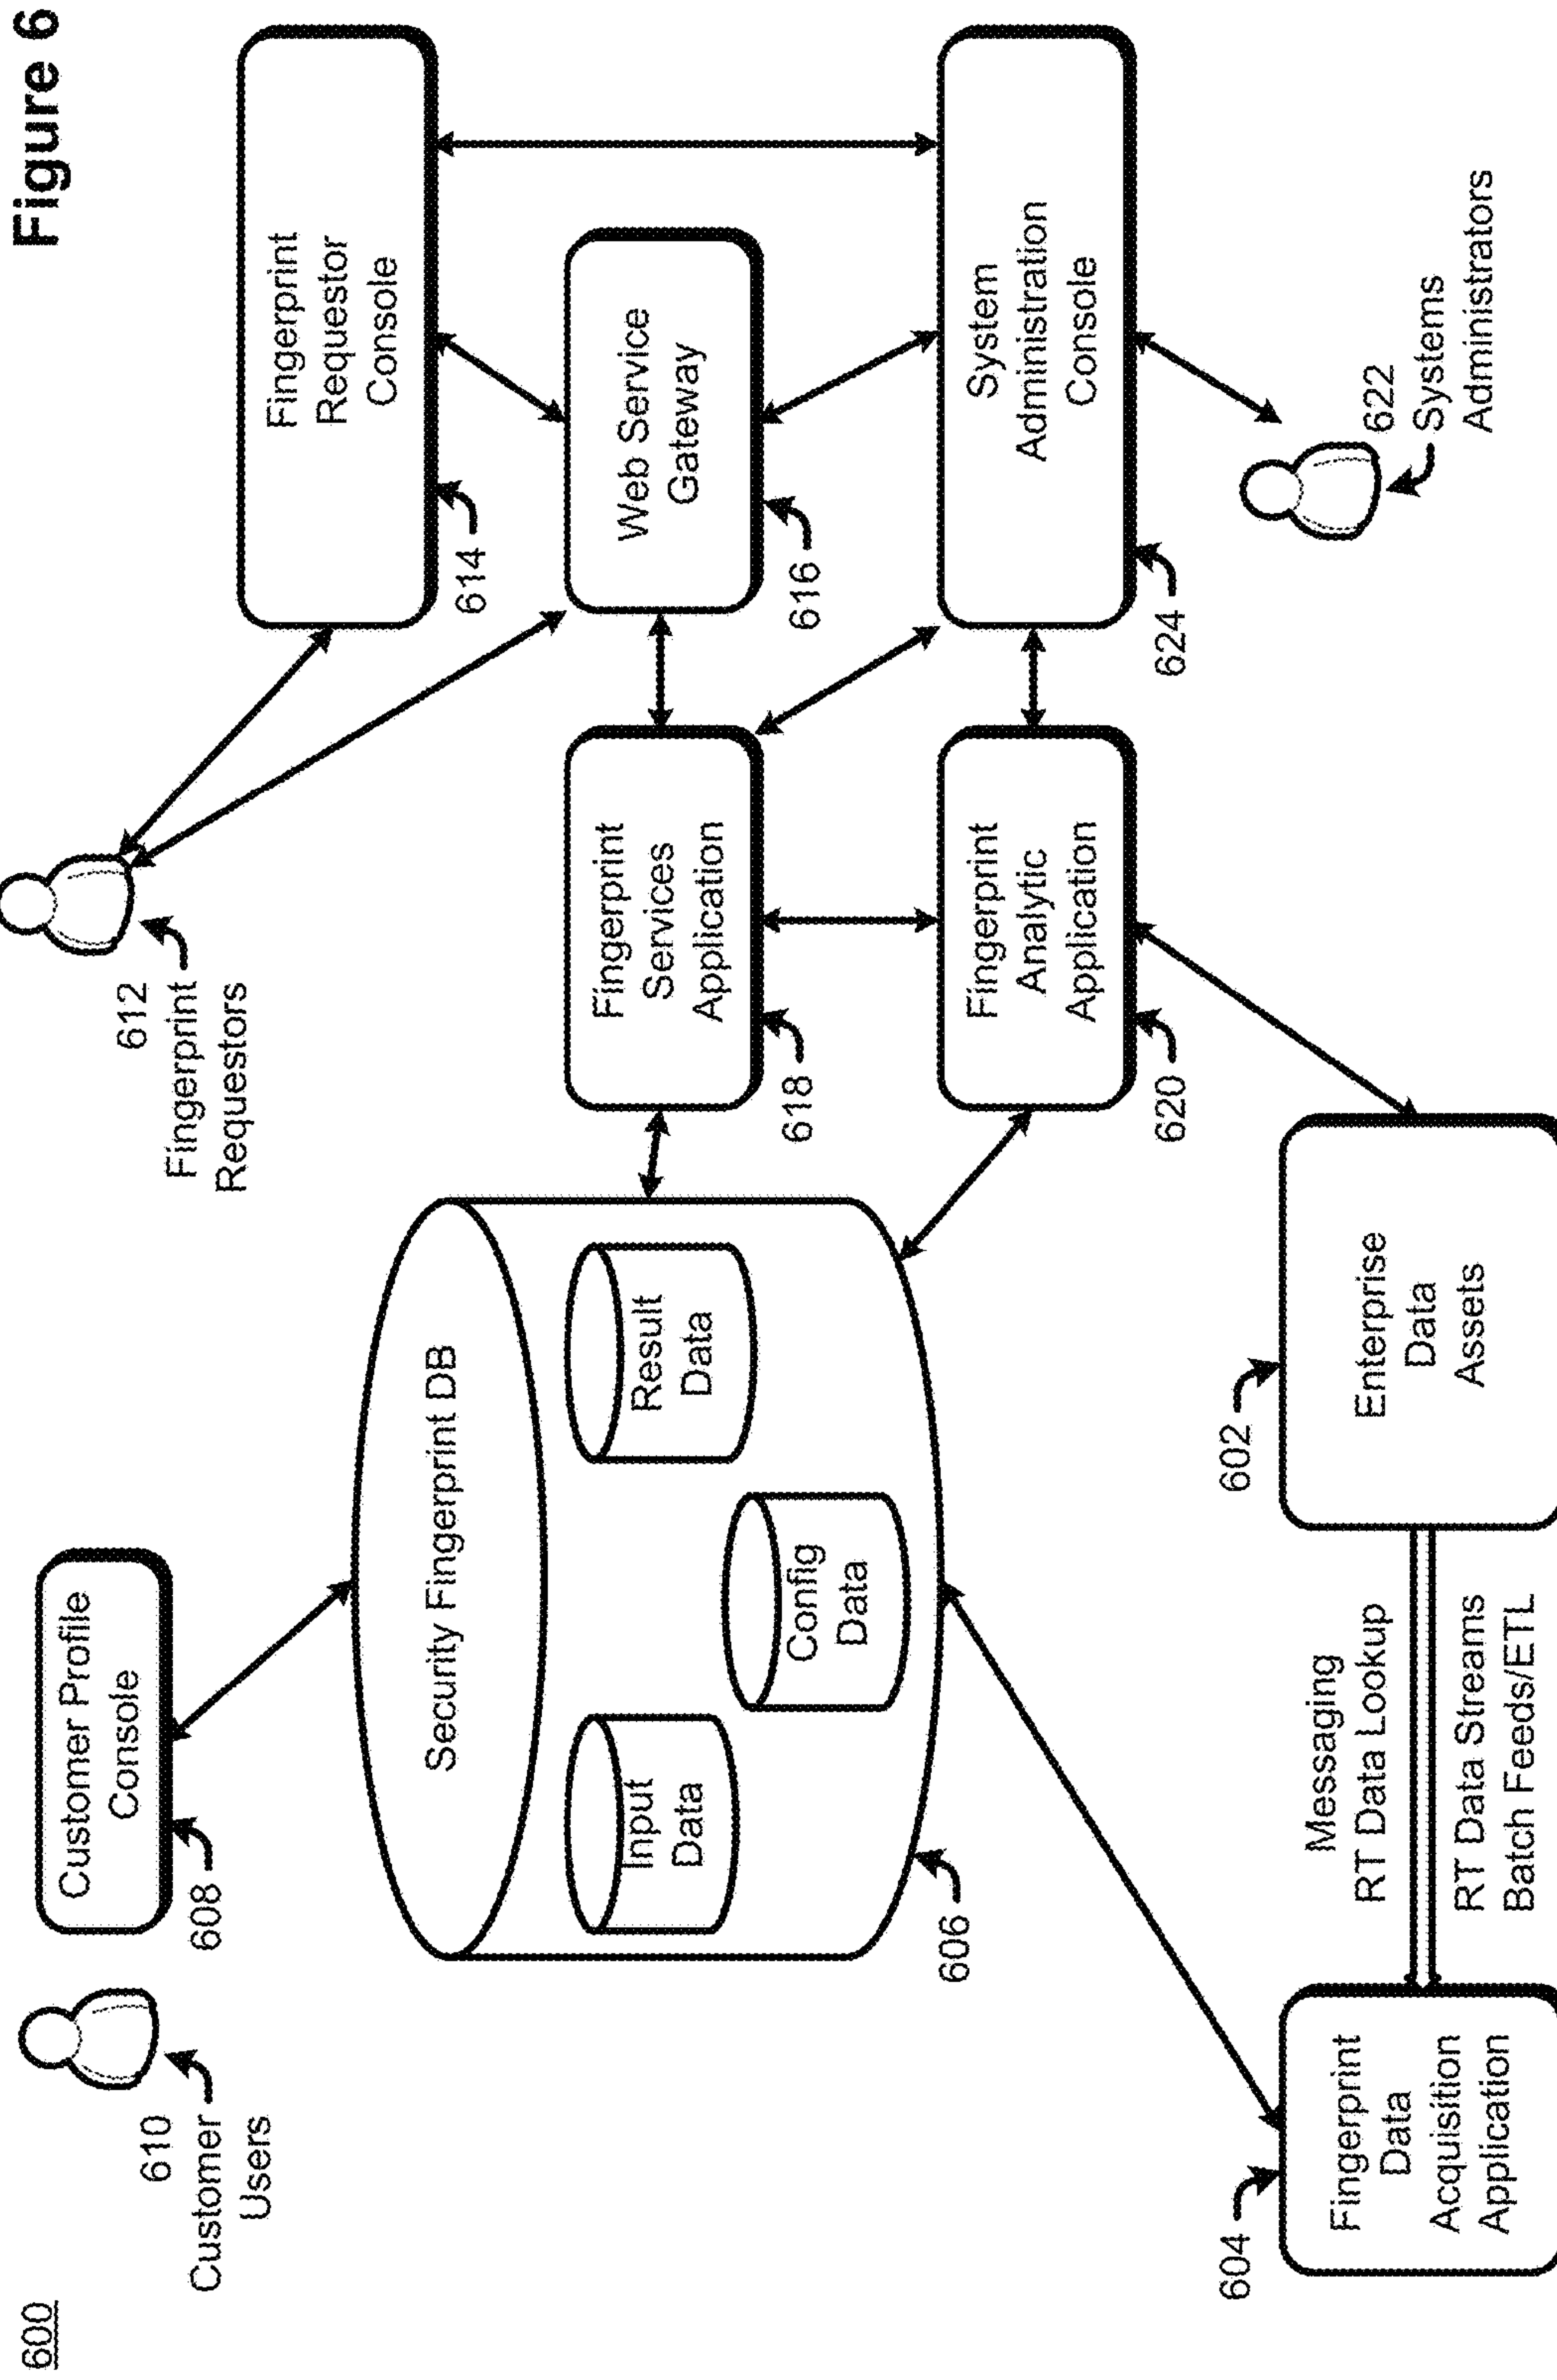 600
Figure 6
610
Customer
Users
Customer Profile
Console
608
612
Fingerprint
Requestors
Fingerprint
Requestor
Console
614
Security Fingerprint DB
Input
Data
Config
Data
Result
Data
606
Fingerprint
Services
Application
618
Web Service
Gateway
616
Fingerprint
Analytic
Application
620
System
Administration
Console
624
604
Fingerprint
Data
Acquisition
Application
Messaging
RT Data Lookup
RT Data Streams
Batch Feeds/ETL
602
Enterprise
Data
Assets
622
Systems
Administrators